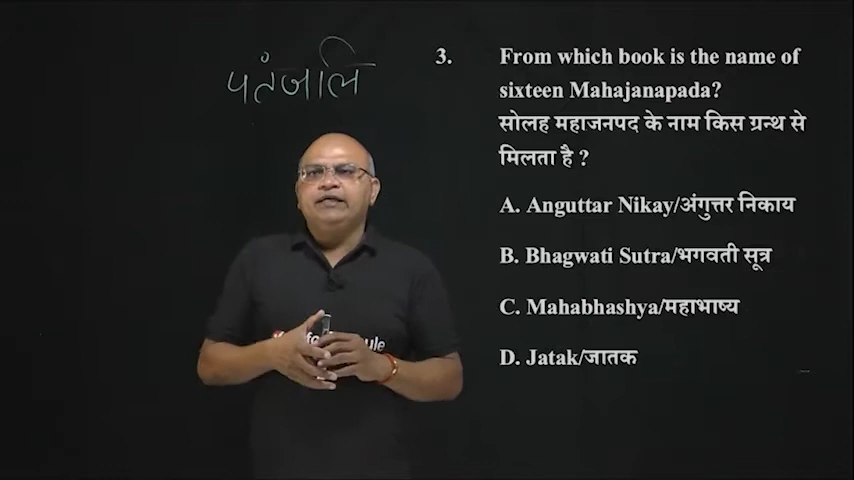 पतंजलि
3. From which book is the name of
sixteen Mahajanapada?
सोलह महाजनपद के नाम किस ग्रन्थ से
मिलता है ?
A. Anguttar Nikay/अंगुत्तर निकाय
B. Bhagwati Sutra/भगवती सूत्र
C. Mahabhashya/महाभाष्य
D. Jatak/जातक